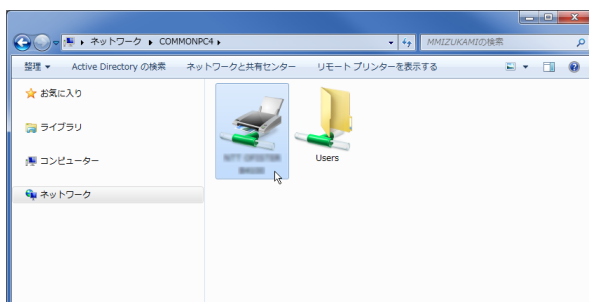 ネットワーク ▸ COMMONPC4 ▸
MMIZUKAMIの検索
整理 Active Directory の検索 ネットワークと共有センター リモート プリンターを表示する
お気に入り
ライブラリ
コンピューター
ネットワーク
Users